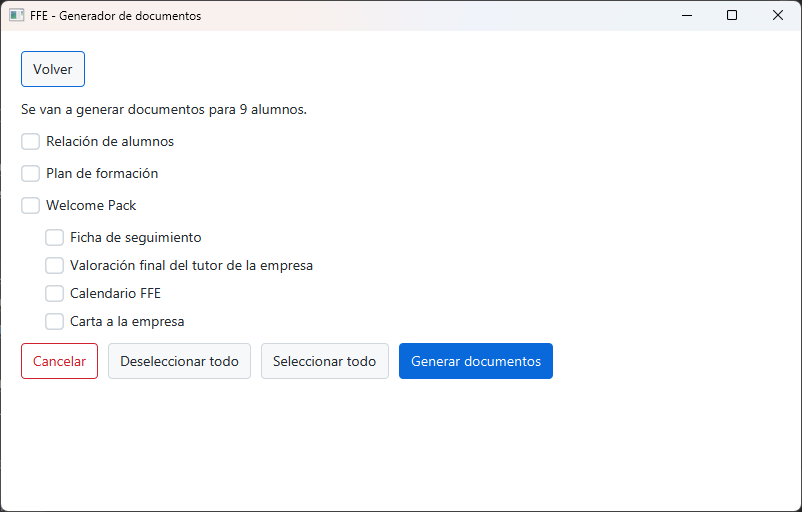 FFE - Generador de documentos
Volver
Se van a generar documentos para 9 alumnos.
Relación de alumnos
Plan de formación
Welcome Pack
Ficha de seguimiento
Valoración final del tutor de la empresa
Calendario FFE
Carta a la empresa
Cancelar Deseleccionar todo Seleccionar todo Generar documentos